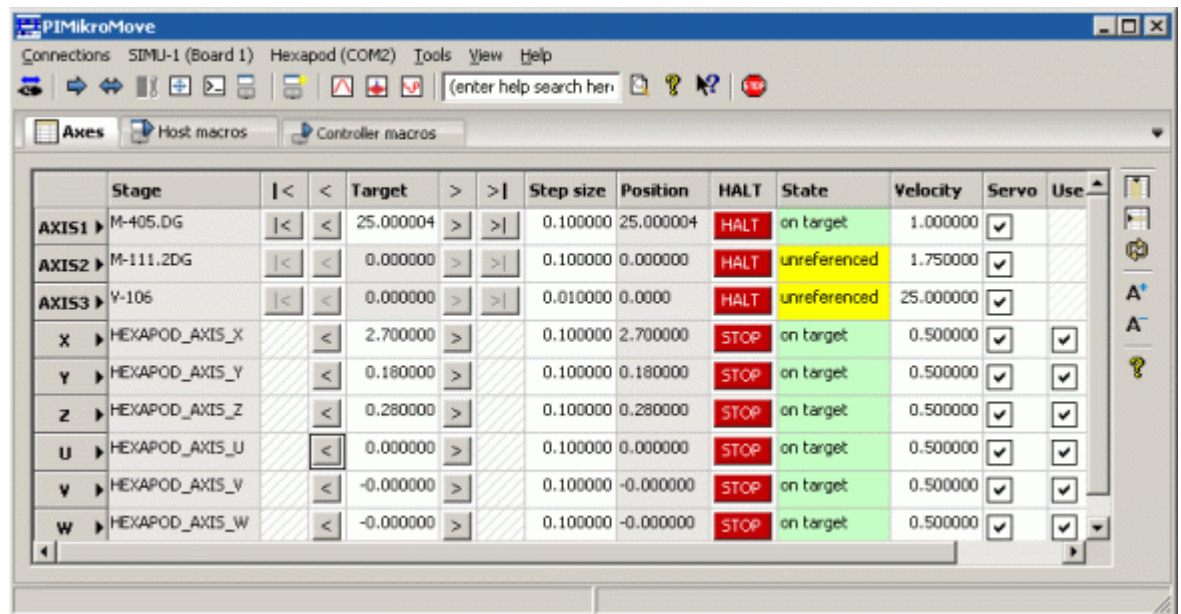 PIMikroMove
Connections SIMU-1 (Board 1) Hexapod (COM2) Tools View Help
(enter help search her STOP
Axes Host macros Controller macros
Stage |< < Target > >| Step size Position HALT State Velocity Servo Use
AXIS1 M-405.DG |< < 25.000004 > >| 0.100000 25.000004 HALT on target 1.000000
AXIS2 M-111.2DG |< < 0.000000 > >| 0.100000 0.000000 HALT unreferenced 1.750000
AXIS3 V-106 |< < 0.000000 > >| 0.010000 0.0000 HALT unreferenced 25.000000
X HEXAPOD_AXIS_X < 2.700000 > 0.100000 2.700000 STOP on target 0.500000
Y HEXAPOD_AXIS_Y < 0.180000 > 0.100000 0.180000 STOP on target 0.500000
Z HEXAPOD_AXIS_Z < 0.280000 > 0.100000 0.280000 STOP on target 0.500000
U HEXAPOD_AXIS_U < 0.000000 > 0.100000 0.000000 STOP on target 0.500000
V HEXAPOD_AXIS_V < -0.000000 > 0.100000 -0.000000 STOP on target 0.500000
W HEXAPOD_AXIS_W < -0.000000 > 0.100000 -0.000000 STOP on target 0.500000
A+
A-